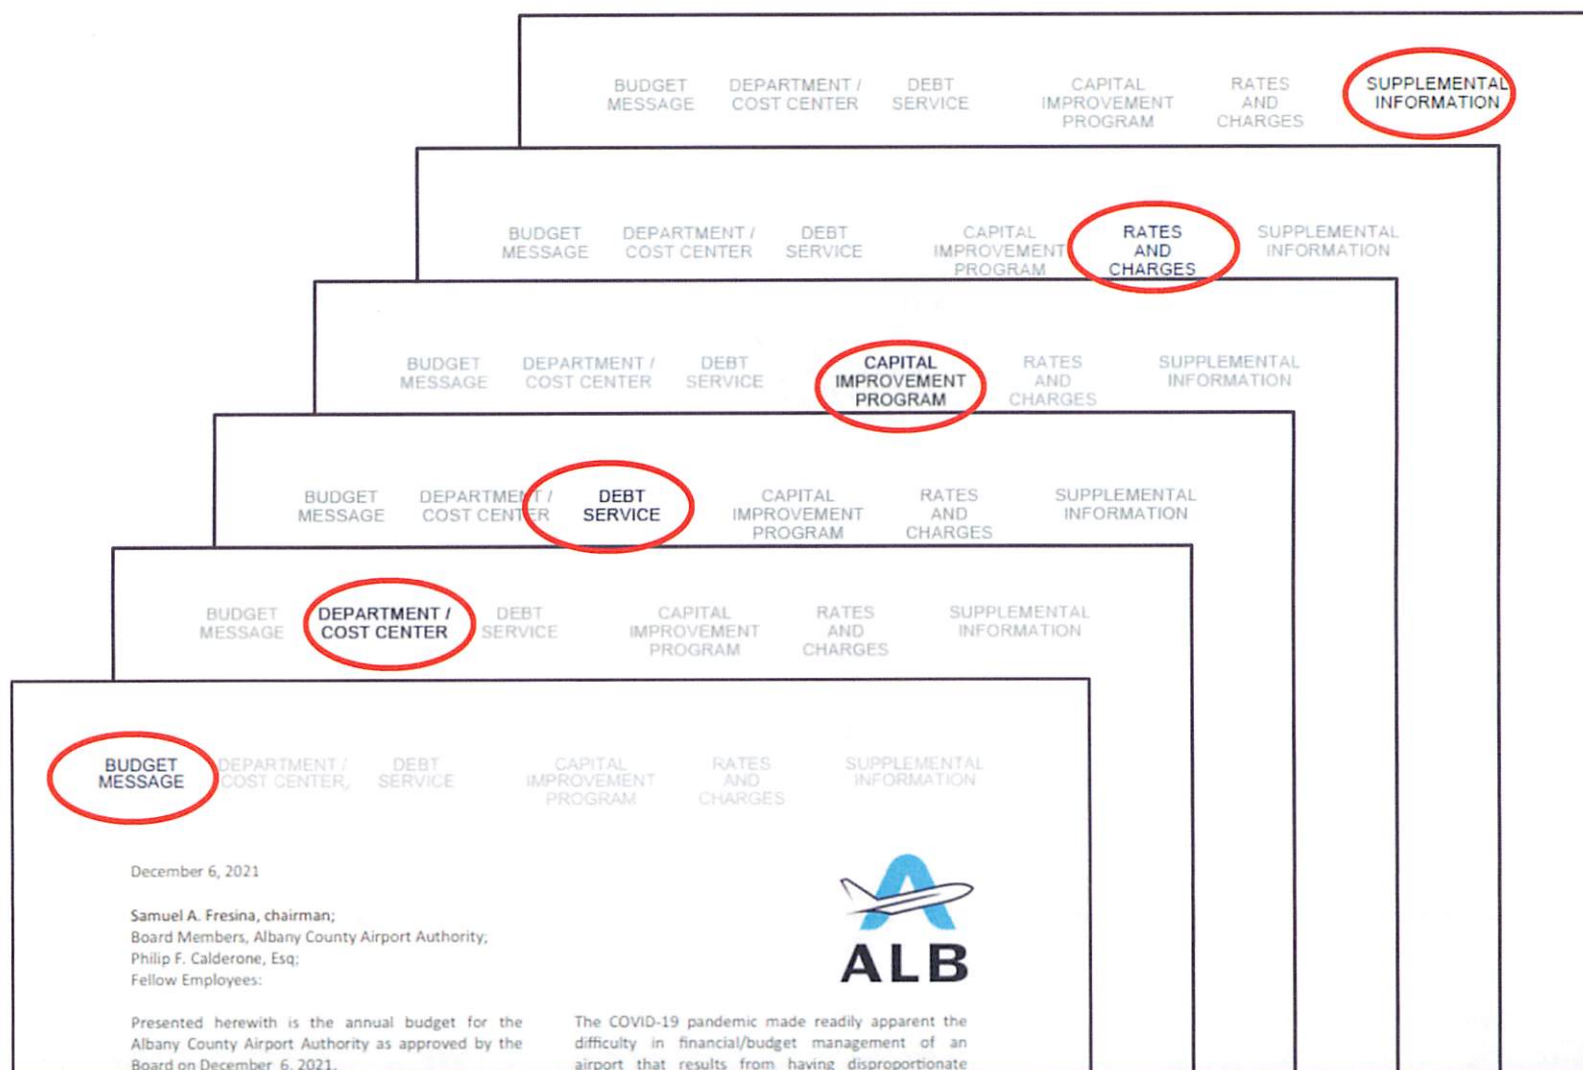 BUDGET MESSAGE
DEPARTMENT / COST CENTER
DEBT SERVICE
CAPITAL IMPROVEMENT PROGRAM
RATES AND CHARGES
SUPPLEMENTAL INFORMATION
BUDGET MESSAGE
DEPARTMENT / COST CENTER
DEBT SERVICE
CAPITAL IMPROVEMENT PROGRAM
RATES AND CHARGES
SUPPLEMENTAL INFORMATION
BUDGET MESSAGE
DEPARTMENT / COST CENTER
DEBT SERVICE
CAPITAL IMPROVEMENT PROGRAM
RATES AND CHARGES
SUPPLEMENTAL INFORMATION
BUDGET MESSAGE
DEPARTMENT / COST CENTER
DEBT SERVICE
CAPITAL IMPROVEMENT PROGRAM
RATES AND CHARGES
SUPPLEMENTAL INFORMATION
BUDGET MESSAGE
DEPARTMENT / COST CENTER
DEBT SERVICE
CAPITAL IMPROVEMENT PROGRAM
RATES AND CHARGES
SUPPLEMENTAL INFORMATION
BUDGET MESSAGE
DEPARTMENT / COST CENTER,
DEBT SERVICE
CAPITAL IMPROVEMENT PROGRAM
RATES AND CHARGES
SUPPLEMENTAL INFORMATION
December 6, 2021
Samuel A. Fresina, chairman;
Board Members, Albany County Airport Authority;
Philip F. Calderone, Esq;
Fellow Employees:
ALB
Presented herewith is the annual budget for the
Albany County Airport Authority as approved by the
Board on December 6, 2021.
The COVID-19 pandemic made readily apparent the
difficulty in financial/budget management of an
airport that results from having disproportionate